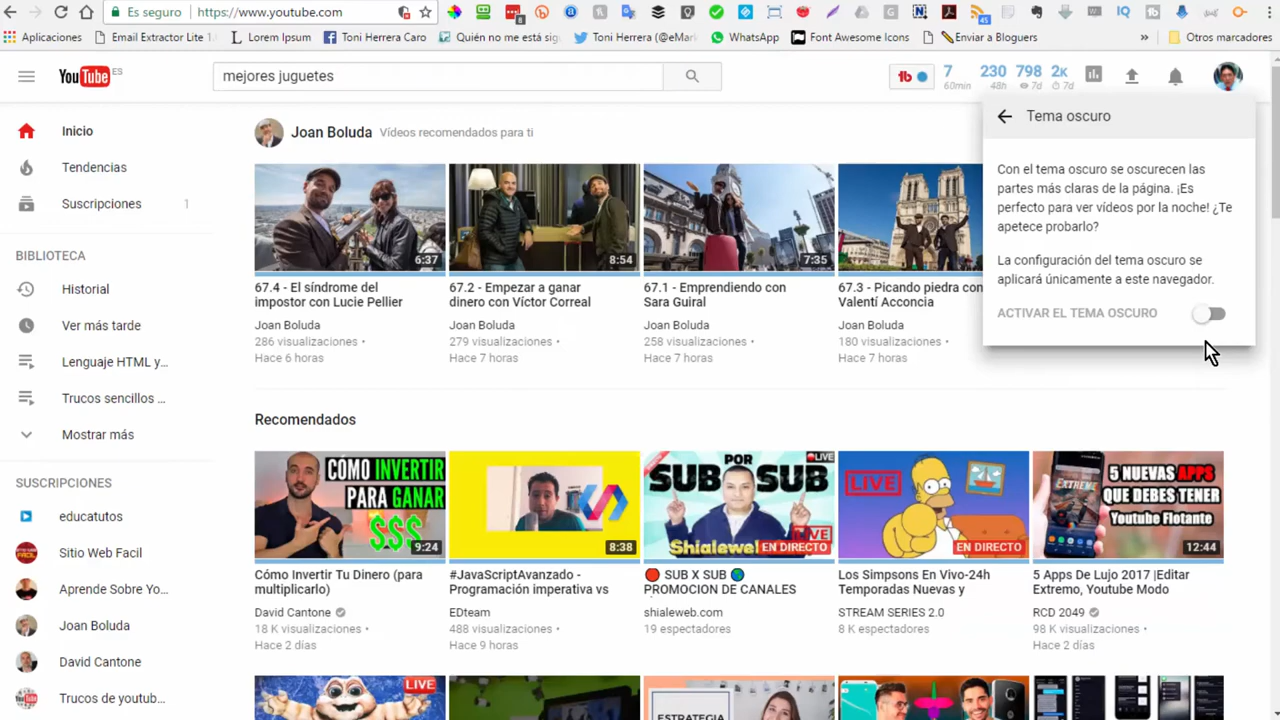 Es seguro
https://www.youtube.com
8
45
Aplicaciones
Email Extractor Lite 1.
Lorem Ipsum
Toni Herrera Caro
Quién no me está sig
Toni Herrera (@eMark
WhatsApp
Font Awesome Icons
Enviar a Bloguers
»
Otros marcadores
YouTube ES
mejores juguetes
7
60min
230
48h
798
7d
2K
7d
Tema oscuro
Con el tema oscuro se oscurecen las
partes más claras de la página. ¡Es
perfecto para ver vídeos por la noche! ¿Te
apetece probarlo?
La configuración del tema oscuro se
aplicará únicamente a este navegador.
ACTIVAR EL TEMA OSCURO
Inicio
Tendencias
Suscripciones 1
BIBLIOTECA
Historial
Ver más tarde
Lenguaje HTML y...
Trucos sencillos ...
Mostrar más
SUSCRIPCIONES
educatutos
Sitio Web Facil
Aprende Sobre Yo...
Joan Boluda
David Cantone
Trucos de youtub...
Joan Boluda Vídeos recomendados para ti
6:37
8:54
7:35
67.4 - El síndrome del
impostor con Lucie Pellier
Joan Boluda
286 visualizaciones •
Hace 6 horas
67.2 - Empezar a ganar
dinero con Víctor Correal
Joan Boluda
279 visualizaciones •
Hace 7 horas
67.1 - Emprendiendo con
Sara Guiral
Joan Boluda
258 visualizaciones •
Hace 7 horas
67.3 - Picando piedra con
Valentí Acconcia
Joan Boluda
180 visualizaciones •
Hace 7 horas
Recomendados
CÓMO INVERTIR
PARA GANAR
$$$
9:24
8:38
POR
LIVE
SUB SUB
LIVE
Shialewe
EN DIRECTO
LIVE
EN DIRECTO
5 NUEVAS APPS
QUE DEBES TENER
EXTREME
Youtube Flotante
12:44
Cómo Invertir Tu Dinero (para
multiplicarlo)
David Cantone
18 K visualizaciones •
Hace 2 días
#JavaScriptAvanzado -
Programación imperativa vs
EDteam
488 visualizaciones •
Hace 9 horas
SUB X SUB
PROMOCION DE CANALES
shialeweb.com
19 espectadores
Los Simpsons En Vivo-24h
Temporadas Nuevas y
STREAM SERIES 2.0
8 K espectadores
5 Apps De Lujo 2017 |Editar
Extremo, Youtube Modo
RCD 2049
98 K visualizaciones •
Hace 2 días
LIVE
ESTRATEGIA